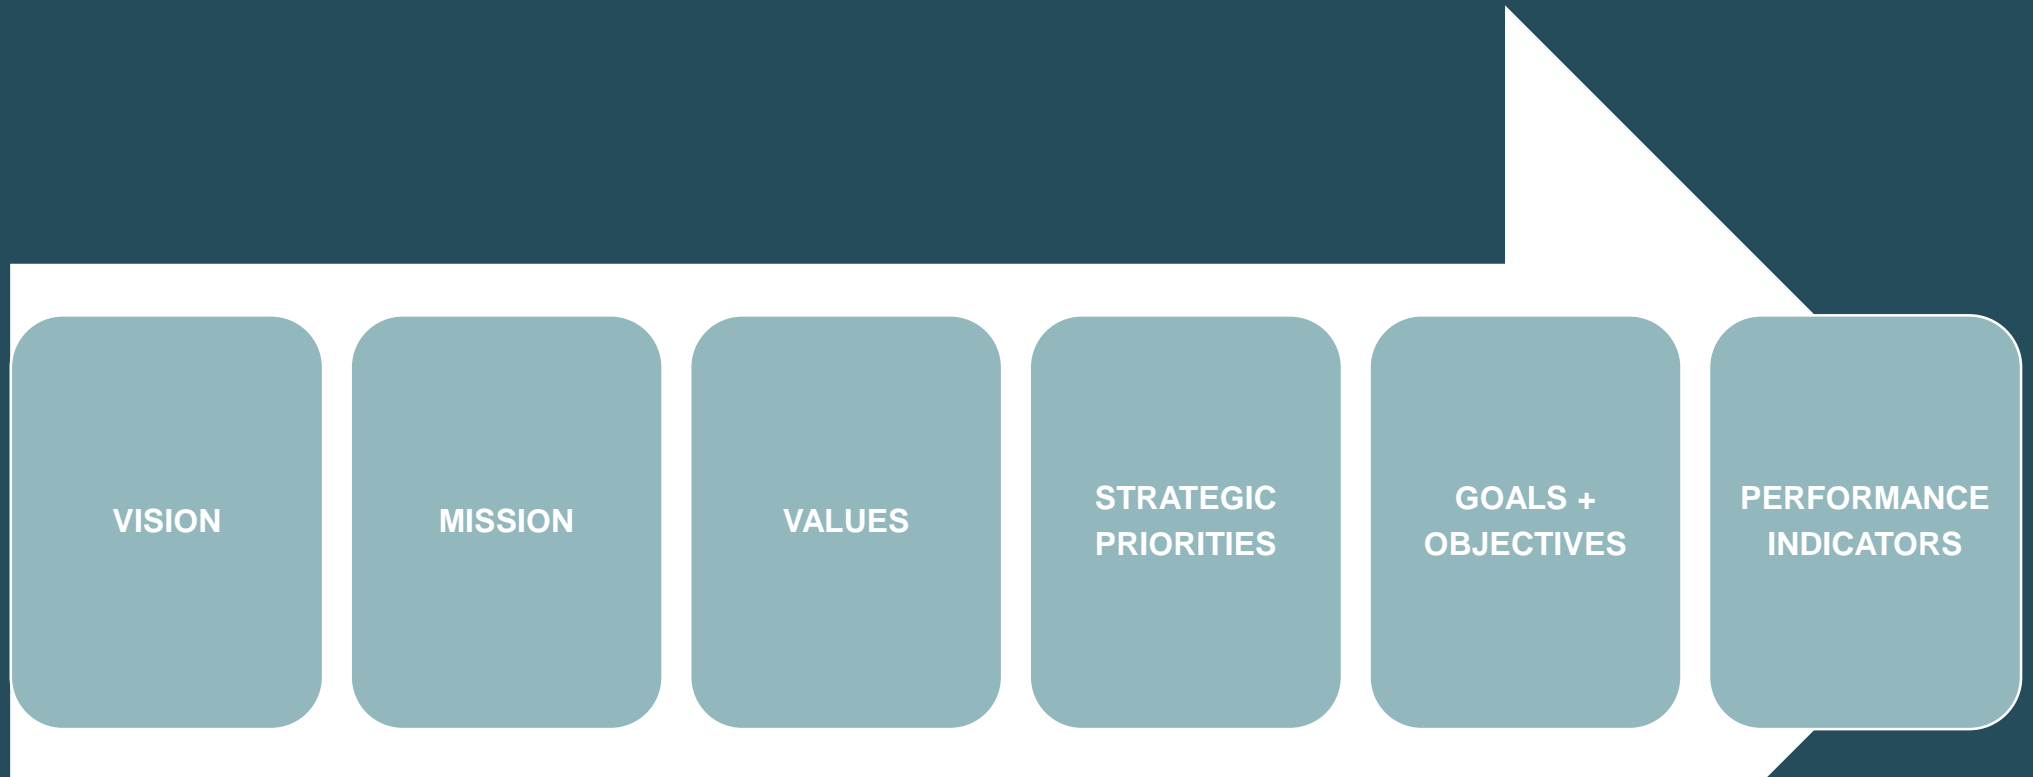 VISION
MISSION
VALUES
STRATEGIC
PRIORITIES
GOALS +
OBJECTIVES
PERFORMANCE
INDICATORS